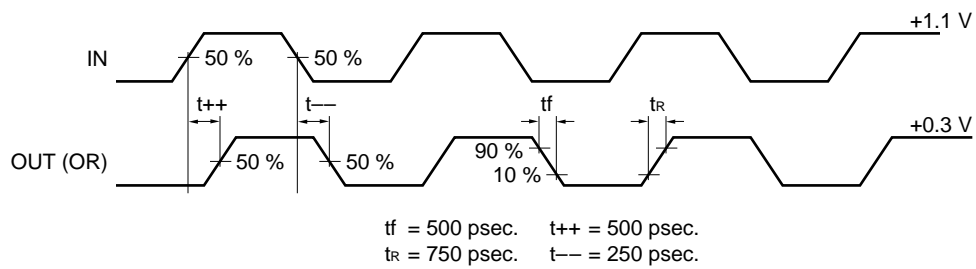 +1.1 V
IN
50 %
50 %
t++
t−−
tf
tR
+0.3 V
OUT (OR)
50 %
50 %
90 %
10 %
tf = 500 psec. t++ = 500 psec.
tR = 750 psec. t−− = 250 psec.